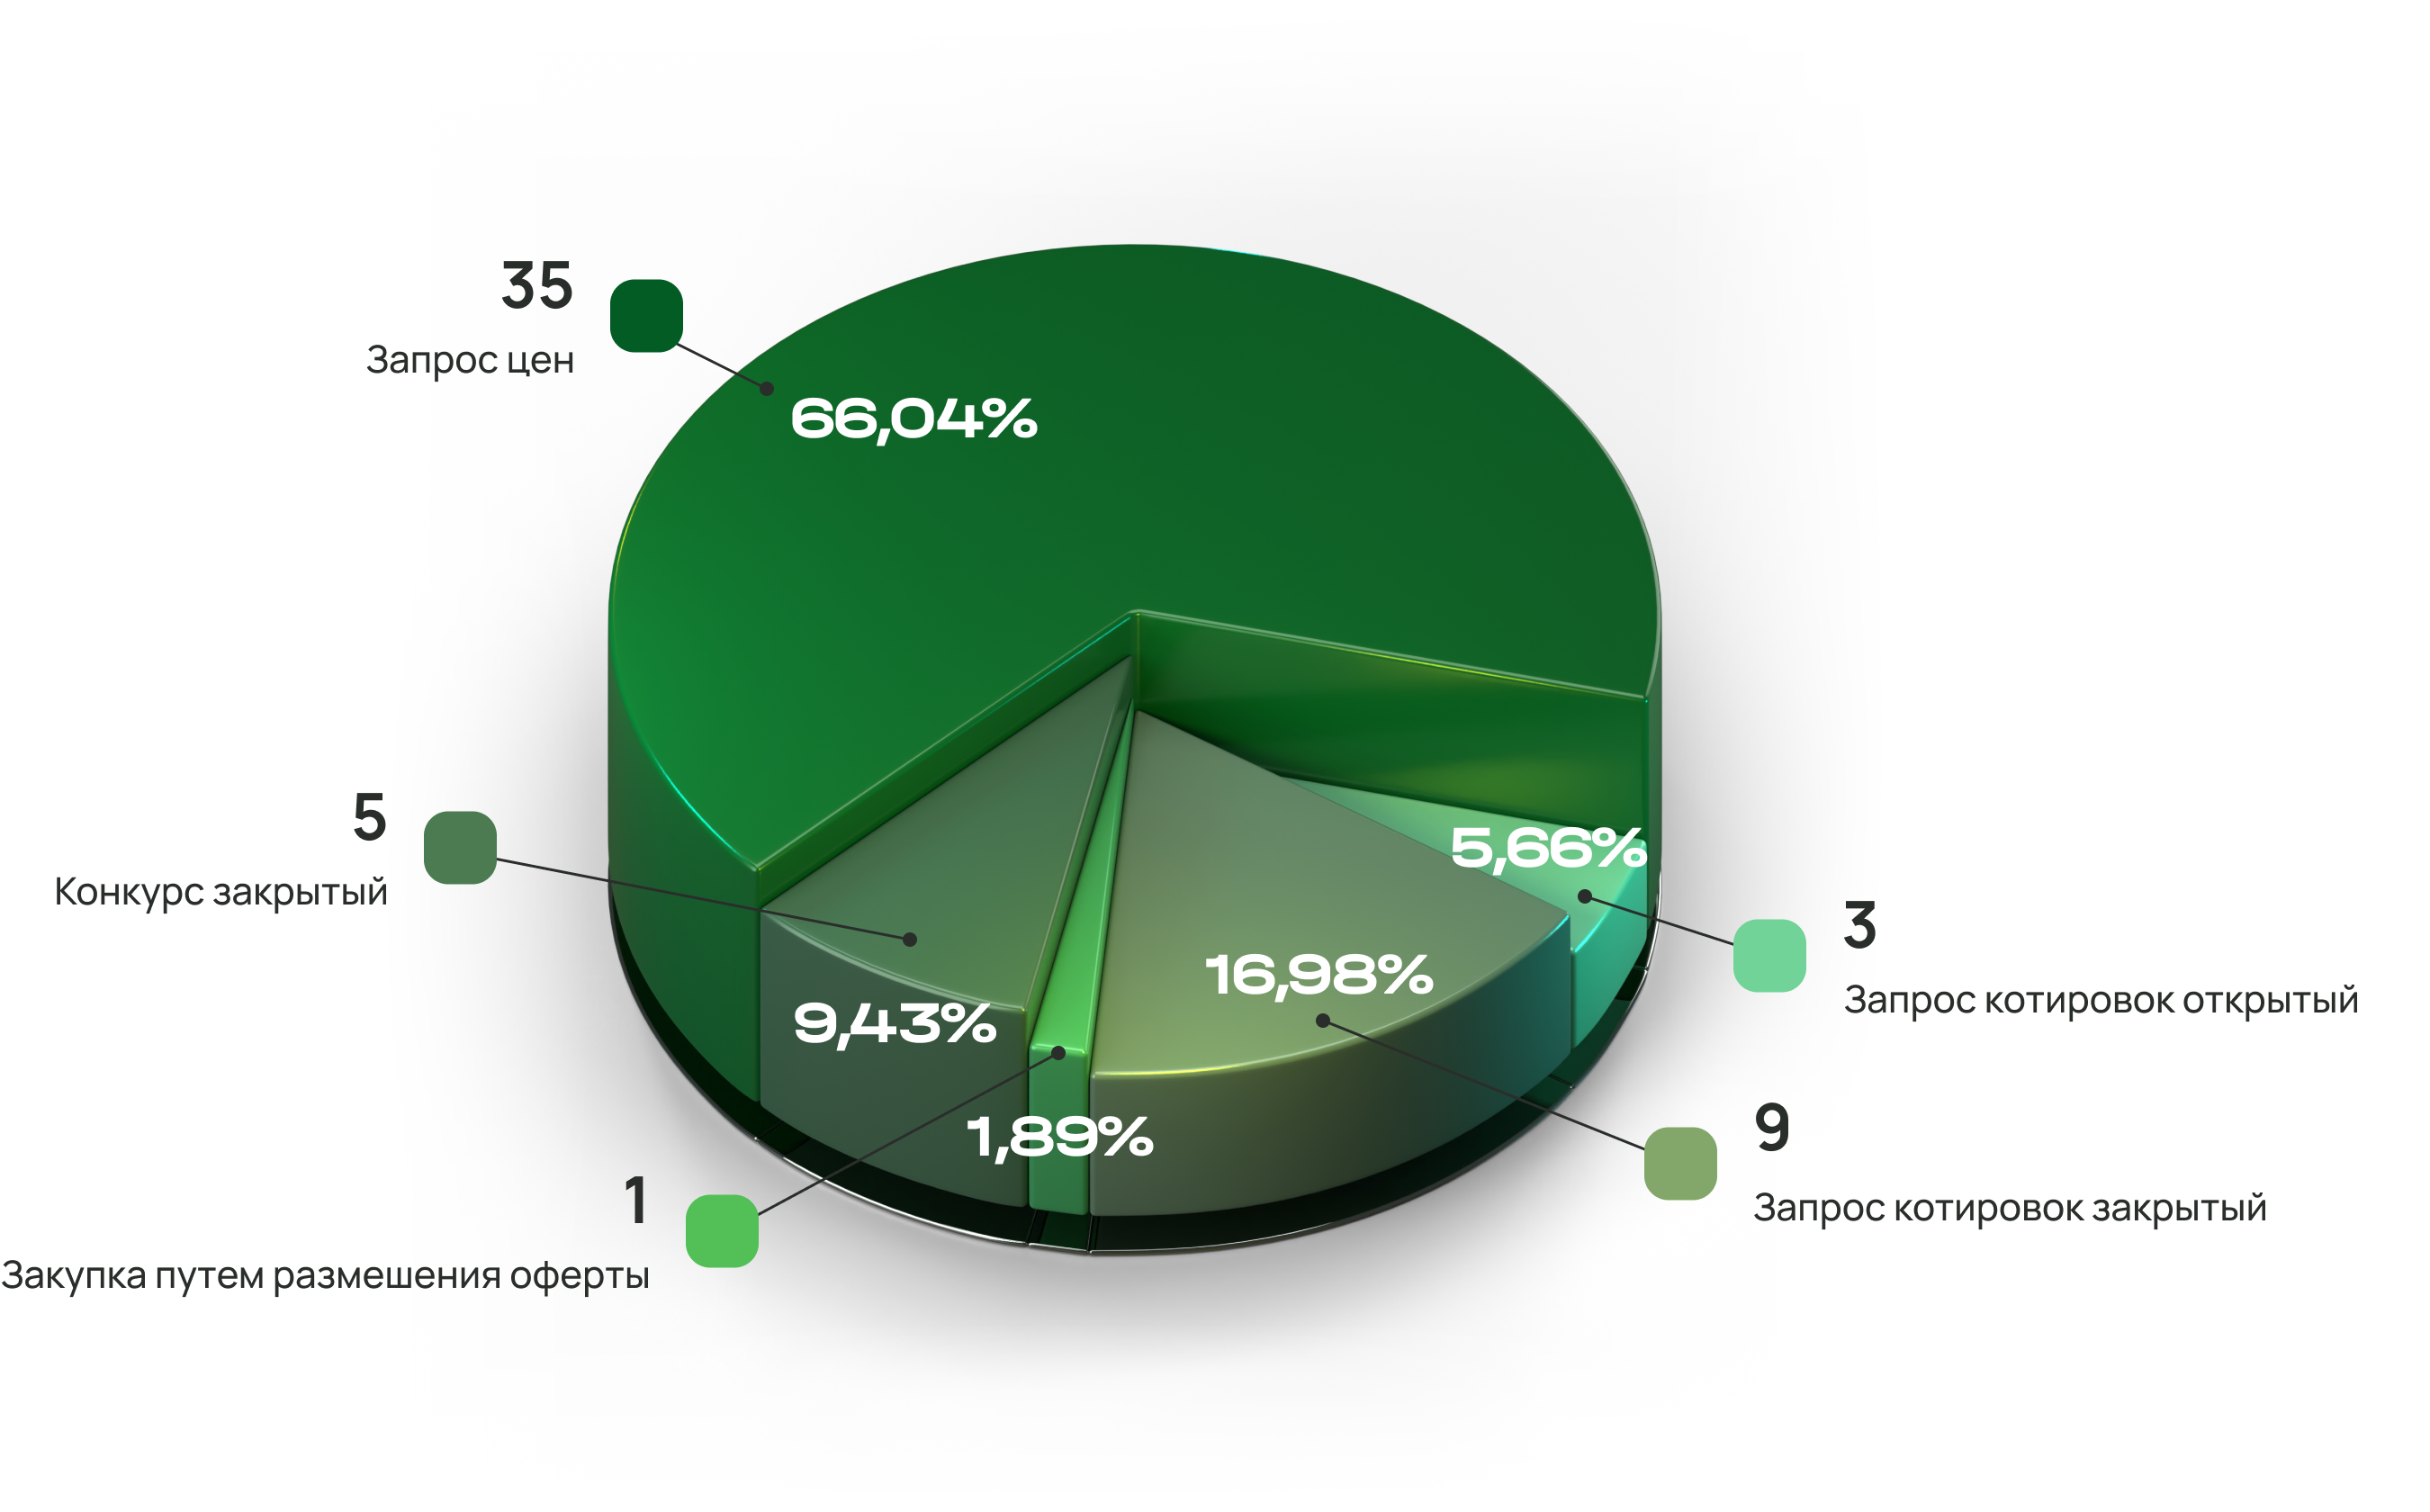 35
Запрос цен
66,04%
5
Конкурс закрытый
5,66%
3
Запрос котировок открытый
16,98%
9,43%
9
Запрос котировок закрытый
1,89%
1
Закупка путем размешения оферты